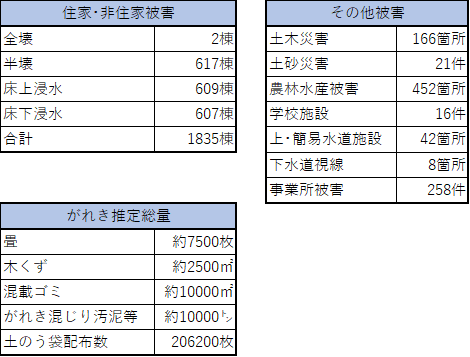 住家･非住家被害
全壊 2棟
半壊 617棟
床上浸水 609棟
床下浸水 607棟
合計 1835棟
その他被害
土木災害 166箇所
土砂災害 21件
農林水産被害 452箇所
学校施設 16件
上･簡易水道施設 42箇所
下水道視線 8箇所
事業所被害 258件
がれき推定総量
畳 約7500枚
木くず 約2500㎡
混載ゴミ 約10000㎡
がれき混じり汚泥等 約10000㌧
土のう袋配布数 206200枚